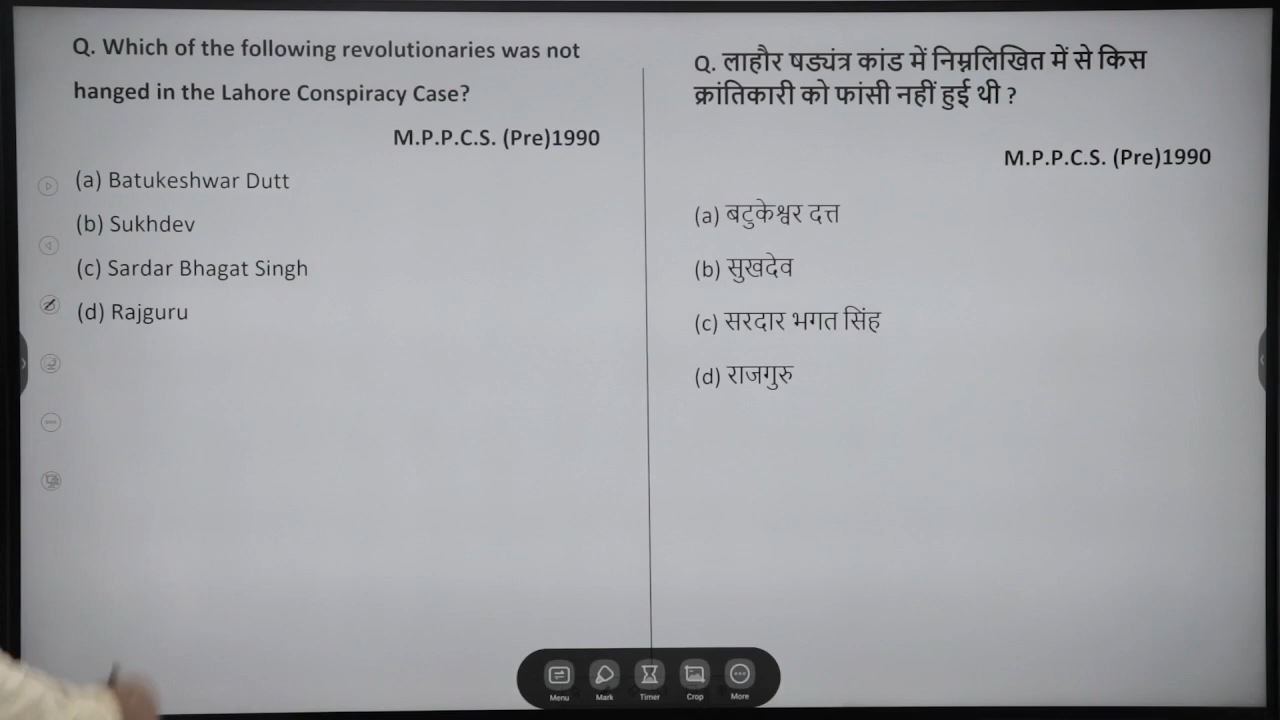 Q. Which of the following revolutionaries was not
hanged in the Lahore Conspiracy Case?
M.P.P.C.S. (Pre)1990
(a) Batukeshwar Dutt
(b) Sukhdev
(c) Sardar Bhagat Singh
(d) Rajguru
Q. लाहौर षड्यंत्र कांड में निम्नलिखित में से किस
क्रांतिकारी को फांसी नहीं हुई थी ?
M.P.P.C.S. (Pre)1990
(a) बटुकेश्वर दत्त
(b) सुखदेव
(c) सरदार भगत सिंह
(d) राजगुरु
Menu Mark Timer Crop More